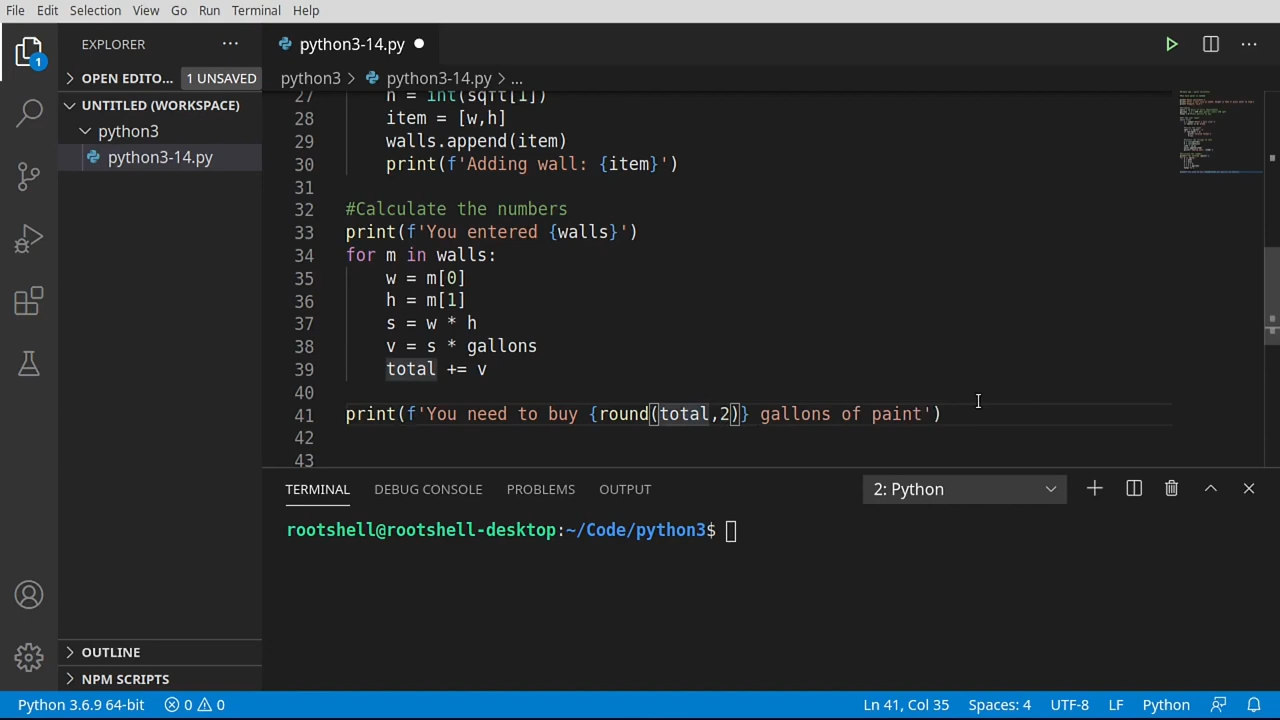 File Edit Selection View Go Run Terminal Help
EXPLORER ...
python3-14.py
1
OPEN EDITO... 1 UNSAVED
python3 > python3-14.py > ...
UNTITLED (WORKSPACE)
python3
python3-14.py
27 h = int(sqft[1])
28 item = [w,h]
29 walls.append(item)
30 print(f'Adding wall: {item}')
31
32 #Calculate the numbers
33 print(f'You entered {walls}')
34 for m in walls:
35 w = m[0]
36 h = m[1]
37 s = w * h
38 v = s * gallons
39 total += v
40
41 print(f'You need to buy {round(total,2)} gallons of paint')
42
43
TERMINAL DEBUG CONSOLE PROBLEMS OUTPUT 2: Python
rootshell@rootshell-desktop:~/Code/python3$
OUTLINE
NPM SCRIPTS
Python 3.6.9 64-bit 0 0 Ln 41, Col 35 Spaces: 4 UTF-8 LF Python